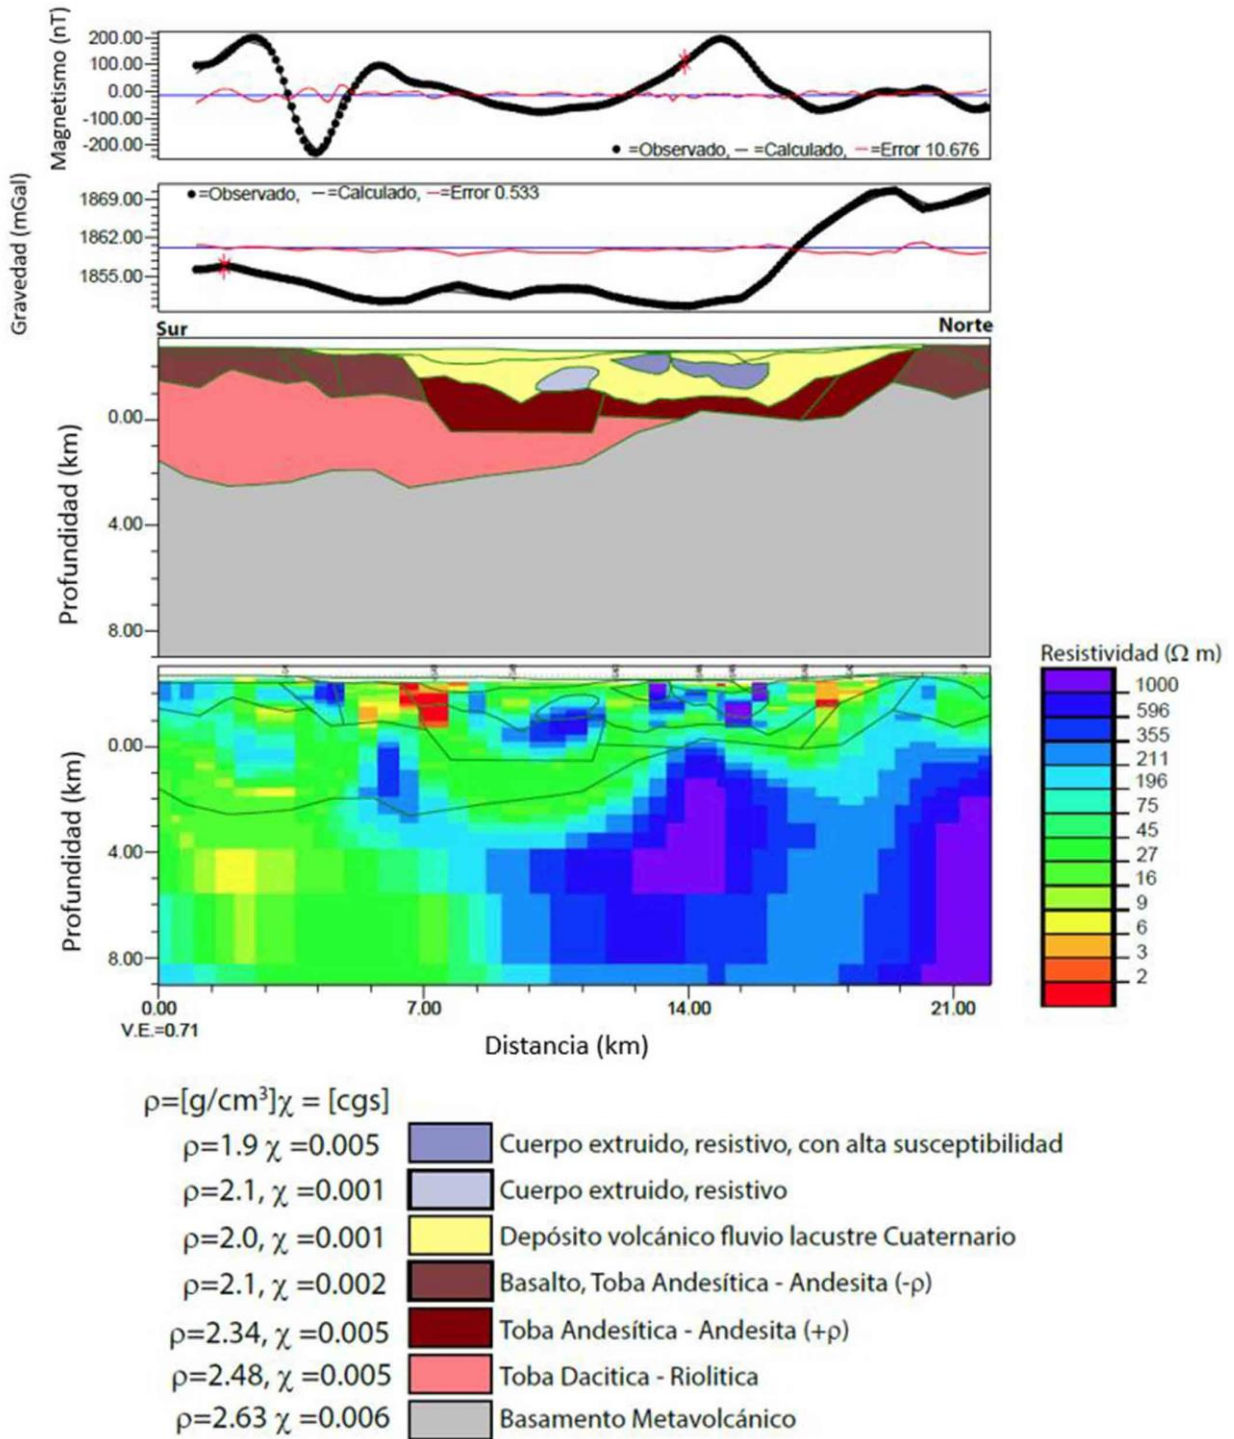 Magnetismo (nT)
200.00
100.00
0.00
-100.00
-200.00
=Observado, =Calculado, =Error 10.676
Gravedad (mGal)
1869.00
1862.00
1855.00
=Observado, =Calculado, =Error 0.533
Sur
Norte
Profundidad (km)
0.00
4.00
8.00
Profundidad (km)
0.00
4.00
8.00
0.00
7.00
14.00
21.00
V.E.=0.71
Distancia (km)
Resistividad (Ω m)
1000
596
355
211
196
75
45
27
16
9
6
3
2
ρ=[g/cm³]χ = [cgs]
ρ=1.9 χ =0.005 Cuerpo extruido, resistivo, con alta susceptibilidad
ρ=2.1, χ =0.001 Cuerpo extruido, resistivo
ρ=2.0, χ =0.001 Depósito volcánico fluvio lacustre Cuaternario
ρ=2.1, χ =0.002 Basalto, Toba Andesítica - Andesita (-ρ)
ρ=2.34, χ =0.005 Toba Andesítica - Andesita (+ρ)
ρ=2.48, χ =0.005 Toba Dacitica - Riolitica
ρ=2.63 χ =0.006 Basamento Metavolcánico